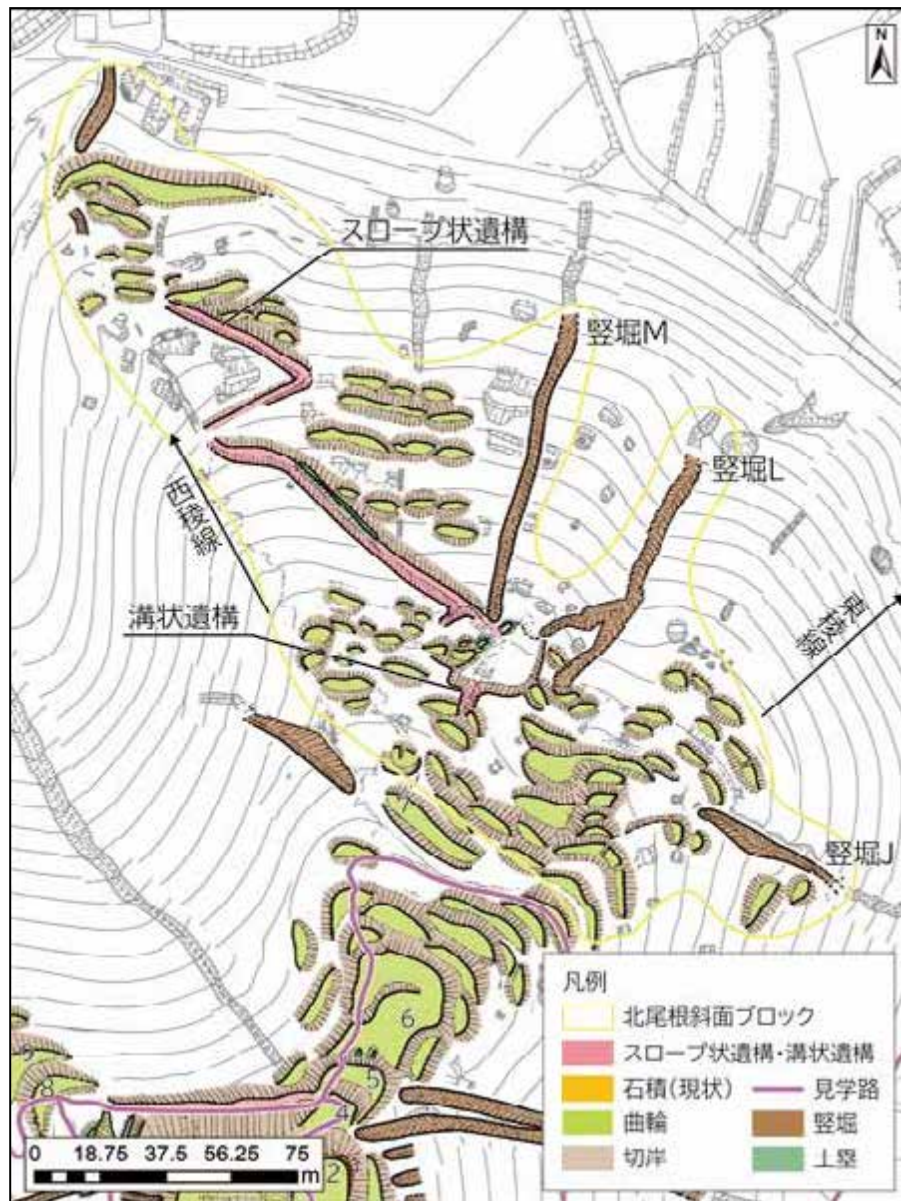 N
スロープ状遺構
竪堀M
竪堀L
西稜線
東稜線
溝状遺構
7
竪堀J
6
5
8
4
2
凡例
北尾根斜面ブロック
スロープ状遺構・溝状遺構
石積(現状)
見学路
曲輪
竪堀
切岸
土塁
0 18.75 37.5 56.25 75
m